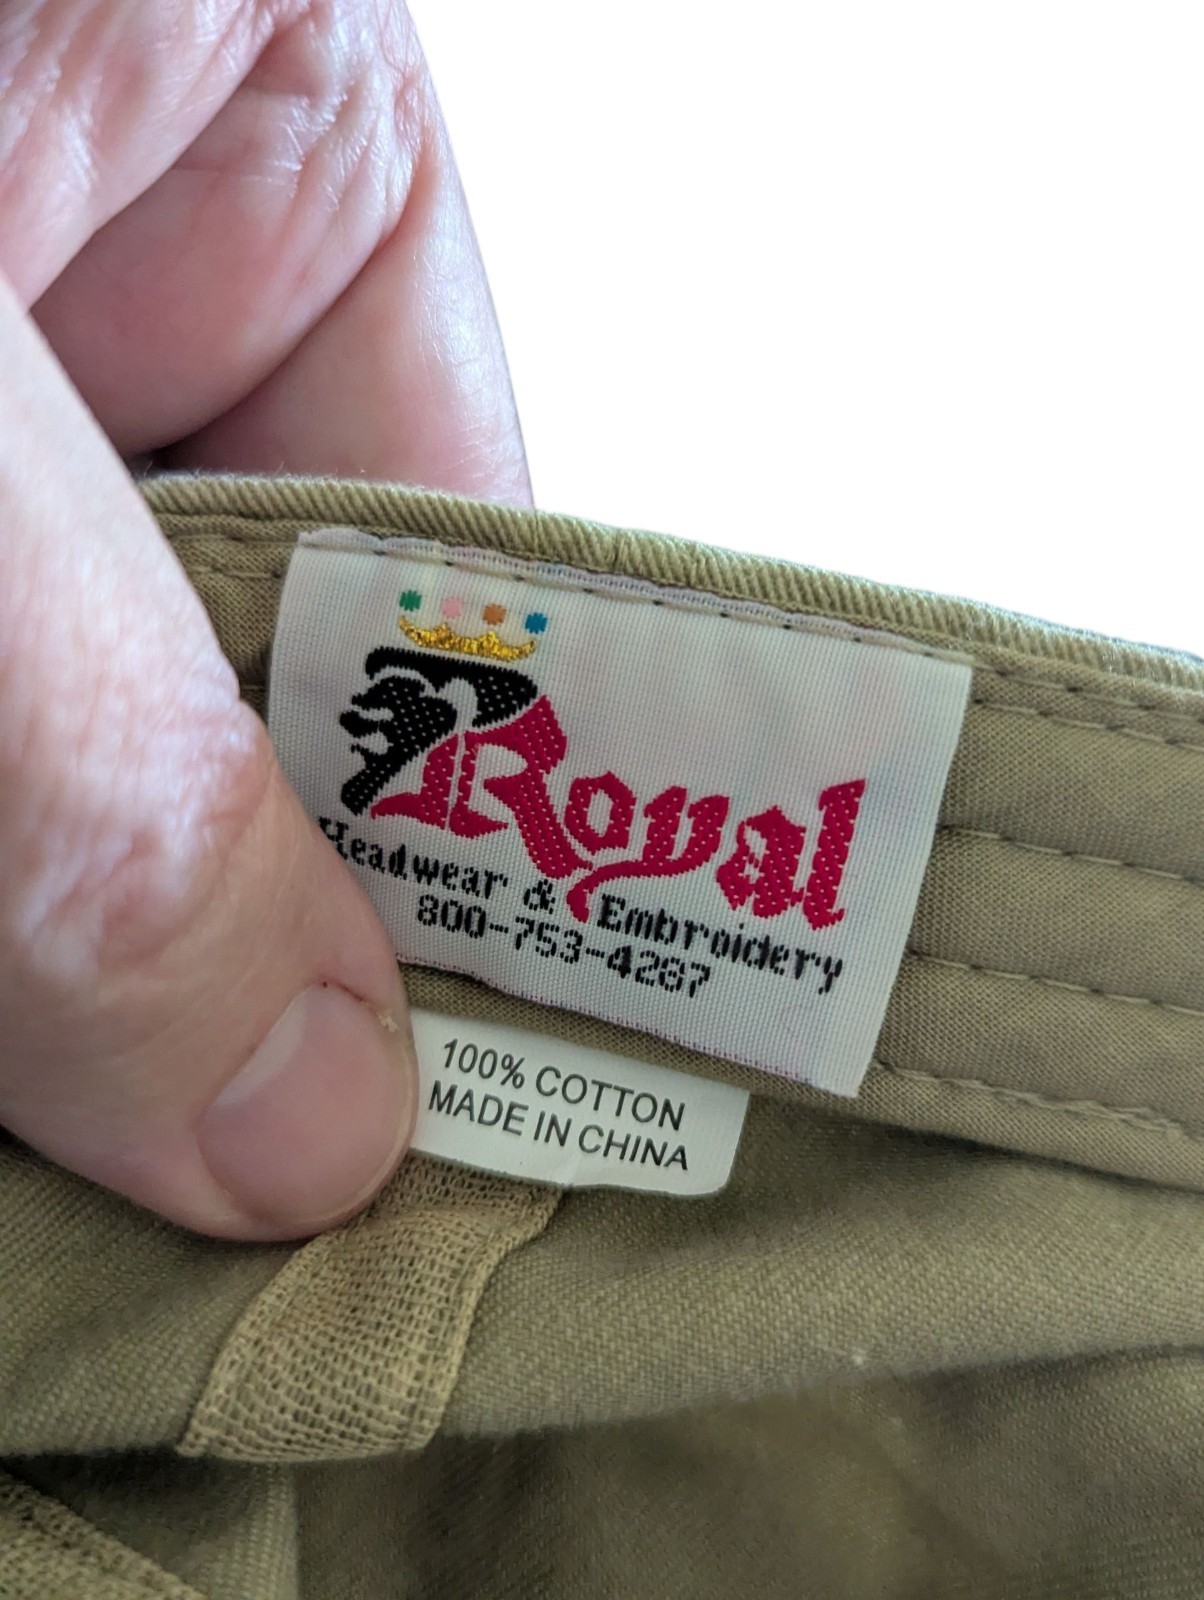 Royal
Headwear & Embroidery
800-753-4287
100% COTTON
MADE IN CHINA